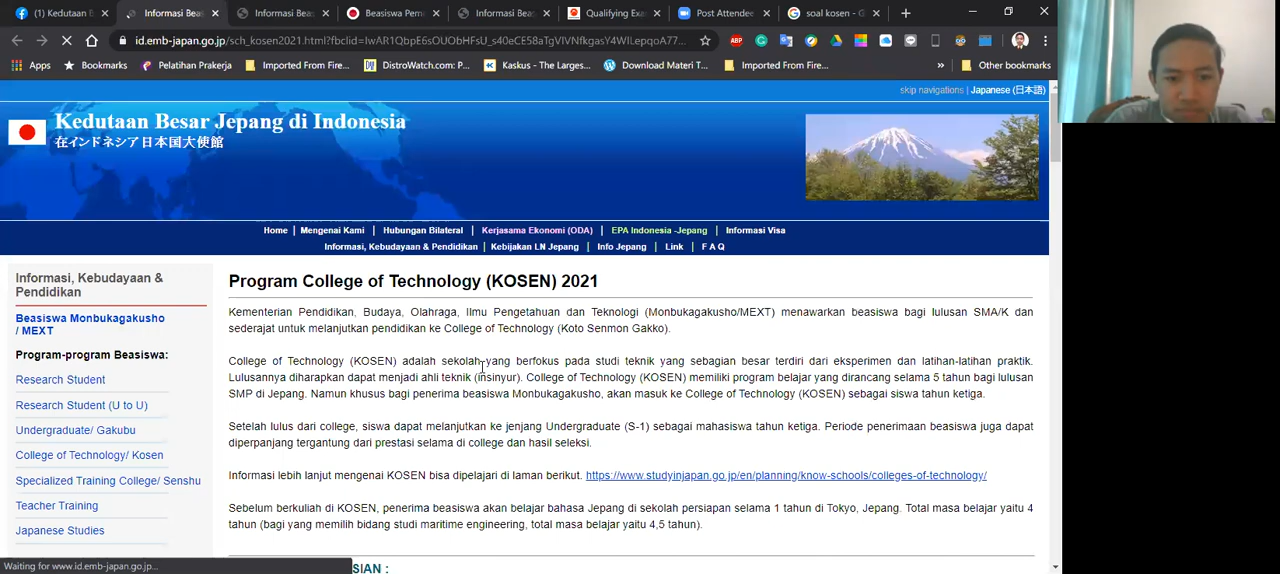 (1) Kedutaan B
Informasi Beas
Informasi Beas
Beasiswa Pem
Informasi Beas
Qualifying Exa
Post Attendee
soal kosen - G
id.emb-japan.go.jp/sch_kosen2021.html?fbclid=
Apps
Bookmarks
Pelatihan Prakerja
Imported From Fire...
DistroWatch.com: P...
Kaskus - The Larges...
Download Materi T...
Imported From Fire...
»
Other bookmarks
skip navigations | Japanese (日本語)
Kedutaan Besar Jepang di Indonesia
在インドネシア日本国大使館
Home | Mengenai Kami | Hubungan Bilateral | Kerjasama Ekonomi (ODA) | EPA Indonesia -Jepang | Informasi Visa
Informasi, Kebudayaan & Pendidikan | Kebijakan LN Jepang | Info Jepang | Link | F A Q
Informasi, Kebudayaan &
Pendidikan
Beasiswa Monbukagakusho
/ MEXT
Program-program Beasiswa:
Research Student
Research Student (U to U)
Undergraduate/ Gakubu
College of Technology/ Kosen
Specialized Training College/ Senshu
Teacher Training
Japanese Studies
Program College of Technology (KOSEN) 2021
Kementerian Pendidikan, Budaya, Olahraga, Ilmu Pengetahuan dan Teknologi (Monbukagakusho/MEXT) menawarkan beasiswa bagi lulusan SMA/K dan
sederajat untuk melanjutkan pendidikan ke College of Technology (Koto Senmon Gakko).
College of Technology (KOSEN) adalah sekolah yang berfokus pada studi teknik yang sebagian besar terdiri dari eksperimen dan latihan-latihan praktik.
Lulusannya diharapkan dapat menjadi ahli teknik (insinyur). College of Technology (KOSEN) memiliki program belajar yang dirancang selama 5 tahun bagi lulusan
SMP di Jepang. Namun khusus bagi penerima beasiswa Monbukagakusho, akan masuk ke College of Technology (KOSEN) sebagai siswa tahun ketiga.
Setelah lulus dari college, siswa dapat melanjutkan ke jenjang Undergraduate (S-1) sebagai mahasiswa tahun ketiga. Periode penerimaan beasiswa juga dapat
diperpanjang tergantung dari prestasi selama di college dan hasil seleksi.
Informasi lebih lanjut mengenai KOSEN bisa dipelajari di laman berikut. https://www.studyinjapan.go.jp/en/planning/know-schools/colleges-of-technology/
Sebelum berkuliah di KOSEN, penerima beasiswa akan belajar bahasa Jepang di sekolah persiapan selama 1 tahun di Tokyo, Jepang. Total masa belajar yaitu 4
tahun (bagi yang memilih bidang studi maritime engineering, total masa belajar yaitu 4,5 tahun).
Waiting for www.id.emb-japan.go.jp...
SIAN :